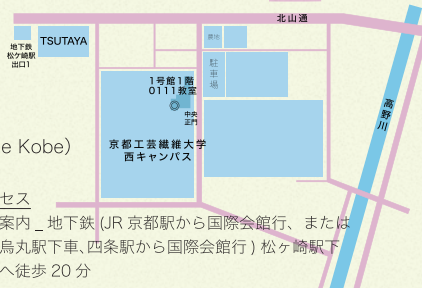 北山通
地下鉄
松ケ崎駅
出口1
TSUTAYA
墓地
駐車場
1号館1階
0111教室
中央
正門
高野川
京都工芸繊維大学
西キャンパス
e Kobe）
セス
案内 _ 地下鉄 (JR 京都駅から国際会館行、または
烏丸駅下車、四条駅から国際会館行 ) 松ヶ崎駅下
へ徒歩 20 分